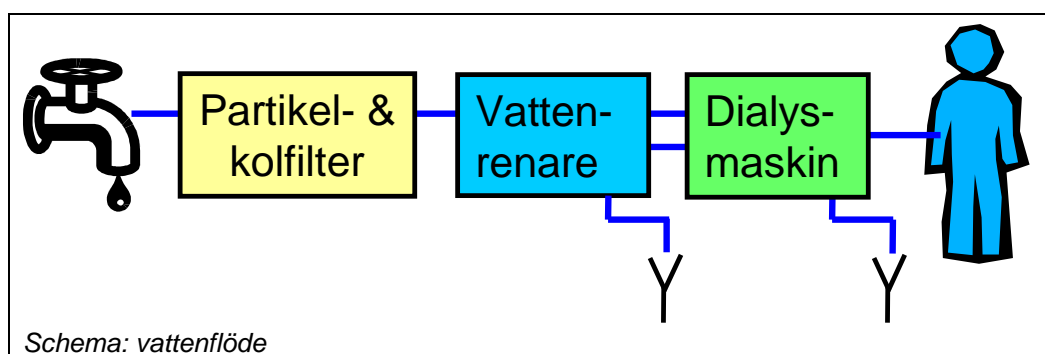 Partikel- &
kolfilter
Vatten-
renare
Dialys-
maskin
Schema: vattenflöde